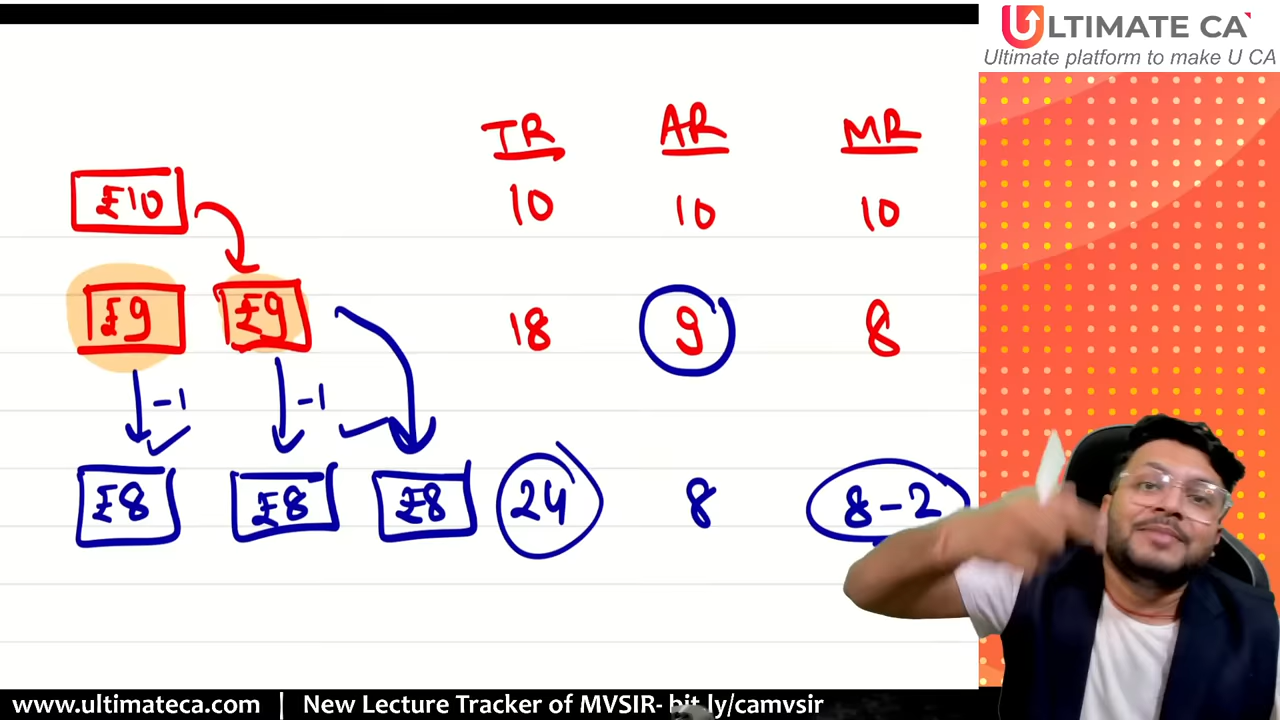 ULTIMATE CA
Ultimate platform to make U CA
TR AR MR
£10 10 10 10
£9 £9 18 9 8
-1 -1
£8 £8 £8 24 8 8-2
www.ultimateca.com | New Lecture Tracker of MVSIR- bit ly/camvsir